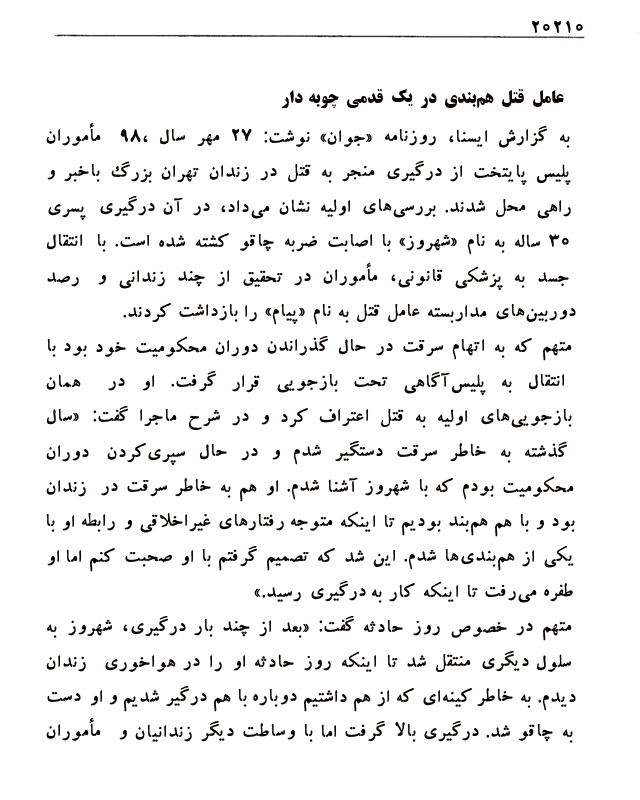 ۲۰۲۱۰
عامل قتل هم‌بندی در یک قدمی چوبه دار
به گزارش ایسنا، روزنامه «جوان» نوشت: ۲۷ مهر سال ،۹۸ مأموران
پلیس پایتخت از درگیری منجر به قتل در زندان تهران بزرگ باخبر و
راهی محل شدند. بررسی‌های اولیه نشان می‌داد، در آن درگیری پسری
۳۰ ساله به نام «شهروز» با اصابت ضربه چاقو کشته شده است. با انتقال
جسد به پزشکی قانونی، مأموران در تحقیق از چند زندانی و رصد
دوربین‌های مداربسته عامل قتل به نام «پیام» را بازداشت کردند.
متهم که به اتهام سرقت در حال گذراندن دوران محکومیت خود بود با
انتقال به پلیس‌آگاهی تحت بازجویی قرار گرفت. او در همان
بازجویی‌های اولیه به قتل اعتراف کرد و در شرح ماجرا گفت: «سال
گذشته به خاطر سرقت دستگیر شدم و در حال سپری‌کردن دوران
محکومیت بودم که با شهروز آشنا شدم. او هم به خاطر سرقت در زندان
بود و با هم هم‌بند بودیم تا اینکه متوجه رفتارهای غیراخلاقی و رابطه او با
یکی از هم‌بندی‌ها شدم. این شد که تصمیم گرفتم با او صحبت کنم اما او
طفره می‌رفت تا اینکه کار به درگیری رسید.»
متهم در خصوص روز حادثه گفت: «بعد از چند بار درگیری، شهروز به
سلول دیگری منتقل شد تا اینکه روز حادثه او را در هواخوری زندان
دیدم. به خاطر کینه‌ای که از هم داشتیم دوباره با هم درگیر شدیم و او دست
به چاقو شد. درگیری بالا گرفت اما با وساطت دیگر زندانیان و مأموران